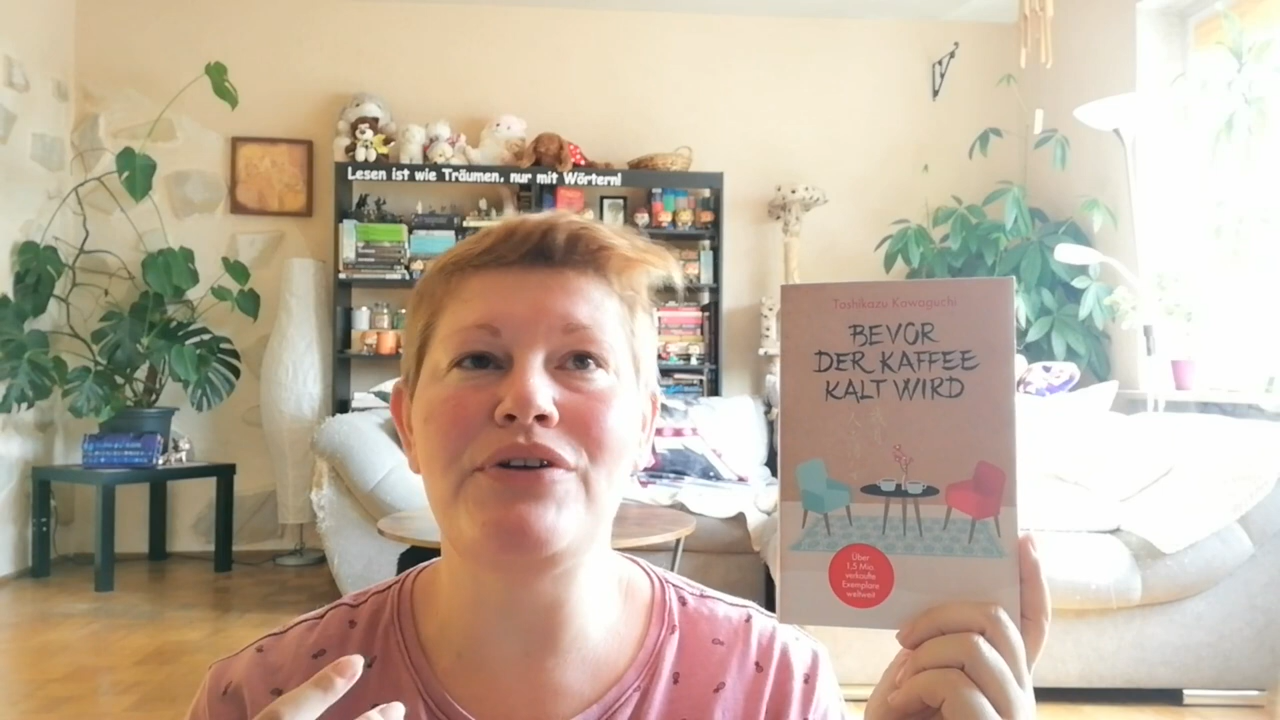 Lesen ist wie Träumen, nur mit Wörtern!
Toshikazu Kawaguchi
BEVOR
DER KAFFEE
KALT WIRD
Über
1,5 Mio.
verkaufte
Exemplare
weltweit